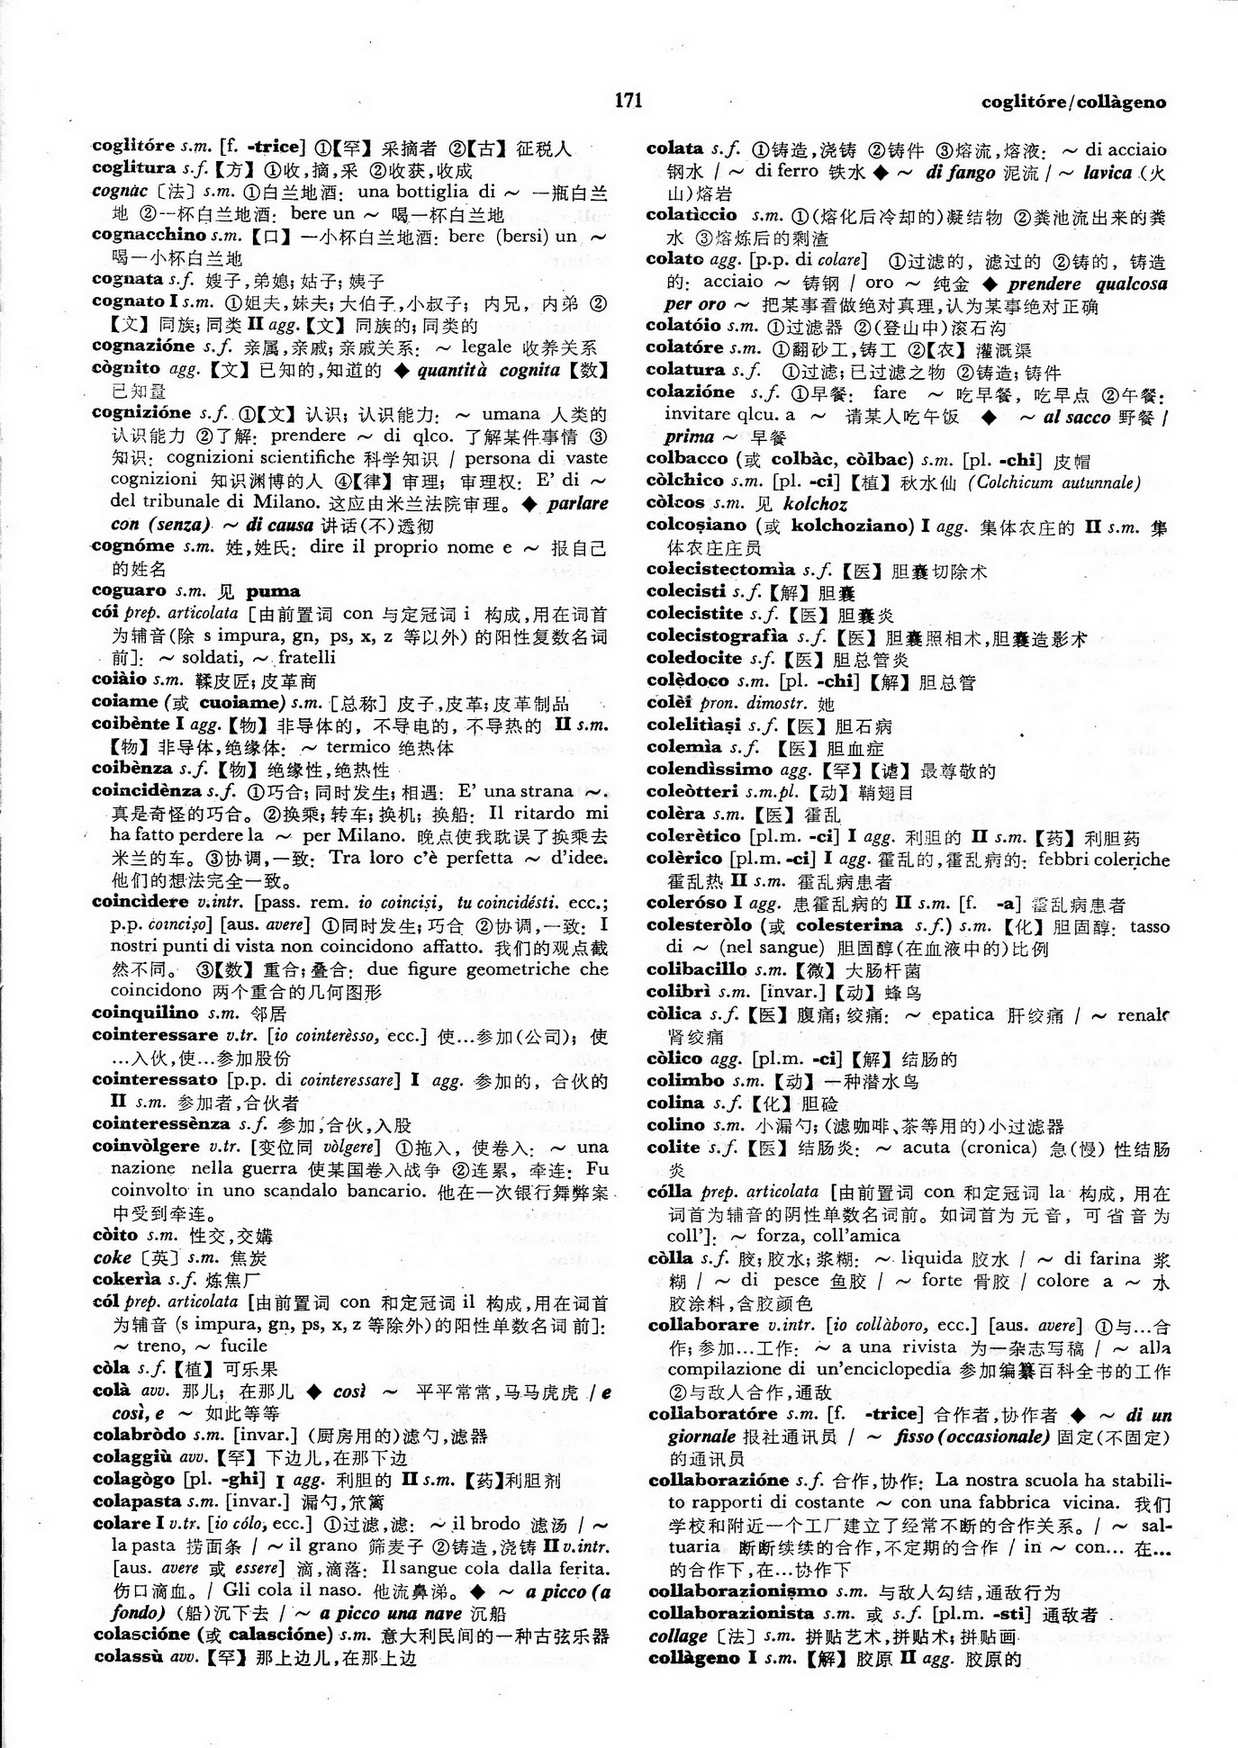 171
coglitóre/collàgeno
coglitóre s.m. [f. -trice] ①【罕】采摘者 ②【古】征税人
coglitura s.f.【方】①收,摘,采 ②收获,收成
cognàc〔法〕s.m. ①白兰地酒: una bottiglia di ～ 一瓶白兰
地 ②一杯白兰地酒: bere un ～ 喝一杯白兰地
cognacchino s.m.【口】一小杯白兰地酒: bere (bersi) un ～
喝一小杯白兰地
cognata s.f. 嫂子,弟媳;姑子;姨子
cognato I s.m. ①姐夫,妹夫;大伯子,小叔子; 内兄, 内弟 ②
【文】同族;同类 II agg.【文】同族的;同类的
cognazióne s.f. 亲属,亲戚;亲戚关系: ～ legale 收养关系
cògnito agg.【文】已知的,知道的 ◆ quantità cognita【数】
已知量
cognizióne s.f. ①【文】认识; 认识能力: ～ umana 人类的
认识能力 ②了解: prendere ～ di qlco. 了解某件事情 ③
知识: cognizioni scientifiche 科学知识 / persona di vaste
cognizioni 知识渊博的人 ④【律】审理; 审理权: E' di ～
del tribunale di Milano. 这应由米兰法院审理。◆ parlare
con (senza) ～ di causa 讲话(不)透彻
cognóme s.m. 姓,姓氏: dire il proprio nome e ～ 报自己
的姓名
coguaro s.m. 见 puma
cói prep. articolata [由前置词 con 与定冠词 i 构成,用在词首
为辅音(除 s impura, gn, ps, x, z 等以外) 的阳性复数名词
前]: ～ soldati, ～ fratelli
coiàio s.m. 鞣皮匠;皮革商
coiame (或 cuoiame) s.m. [总称] 皮子,皮革;皮革制品
coibènte I agg.【物】非导体的, 不导电的, 不导热的 II s.m.
【物】非导体,绝缘体: ～ termico 绝热体
coibènza s.f.【物】绝缘性,绝热性
coincidènza s.f. ①巧合;同时发生;相遇: E' una strana ～.
真是奇怪的巧合。②换乘;转车;换机; 换船: Il ritardo mi
ha fatto perdere la ～ per Milano. 晚点使我耽误了换乘去
米兰的车。③协调,一致: Tra loro c'è perfetta ～ d'idee.
他们的想法完全一致。
coincìdere v.intr. [pass. rem. io coincisi, tu coincidésti. ecc.;
p.p. coinciso] [aus. avere] ①同时发生;巧合 ②协调,一致: I
nostri punti di vista non coincidono affatto. 我们的观点截
然不同。 ③【数】重合;叠合: due figure geometriche che
coincidono 两个重合的几何图形
coinquilino s.m. 邻居
cointeressare v.tr. [io cointerèsso, ecc.] 使…参加(公司); 使
…入伙,使…参加股份
cointeressato [p.p. di cointeressare] I agg. 参加的, 合伙的
II s.m. 参加者,合伙者
cointeressènza s.f. 参加,合伙,入股
coinvòlgere v.tr. [变位同 vòlgere] ①拖入, 使卷入: ～ una
nazione nella guerra 使某国卷入战争 ②连累, 牵连: Fu
coinvolto in uno scandalo bancario. 他在一次银行舞弊案
中受到牵连。
còito s.m. 性交,交媾
coke〔英〕s.m. 焦炭
cokerìa s.f. 炼焦厂
cól prep. articolata [由前置词 con 和定冠词 il 构成,用在词首
为辅音 (s impura, gn, ps, x, z 等除外)的阳性单数名词前]:
～ treno, ～ fucile
còla s.f.【植】可乐果
colà avv. 那儿; 在那儿 ◆ così ～ 平平常常,马马虎虎 / e
così, e ～ 如此等等
colabròdo s.m. [invar.] (厨房用的)滤勺,滤器
colaggiù avv.【罕】下边儿,在那下边
colagògo [pl. -ghi] I agg. 利胆的 II s.m.【药】利胆剂
colapasta s.m. [invar.] 漏勺,笊篱
colare I v.tr. [io cólo, ecc.] ①过滤,滤: ～ il brodo 滤汤 / ～
la pasta 捞面条 / ～ il grano 筛麦子 ②铸造,浇铸 II v.intr.
[aus. avere 或 essere] 滴,滴落: Il sangue cola dalla ferita.
伤口滴血。/ Gli cola il naso. 他流鼻涕。◆ ～ a picco (a
fondo) (船)沉下去 / ～ a picco una nave 沉船
colascióne (或 calascióne) s.m. 意大利民间的一种古弦乐器
colassù avv.【罕】那上边儿,在那上边
colata s.f. ①铸造,浇铸 ②铸件 ③熔流,熔液: ～ di acciaio
钢水 / ～ di ferro 铁水 ◆ ～ di fango 泥流 / ～ lavica (火
山)熔岩
colatìccio s.m. ①(熔化后冷却的)凝结物 ②粪池流出来的粪
水 ③熔炼后的剩渣
colato agg. [p.p. di colare] ①过滤的, 滤过的 ②铸的, 铸造
的: acciaio ～ 铸钢 / oro ～ 纯金 ◆ prendere qualcosa
per oro ～ 把某事看做绝对真理,认为某事绝对正确
colatóio s.m. ①过滤器 ②(登山中)滚石沟
colatóre s.m. ①翻砂工,铸工 ②【农】灌溉渠
colatura s.f. ①过滤;已过滤之物 ②铸造;铸件
colazióne s.f. ①早餐: fare ～ 吃早餐, 吃早点 ②午餐:
invitare qlcu. a ～ 请某人吃午饭 ◆ ～ al sacco 野餐 /
prima ～ 早餐
colbacco (或 colbàc, còlbac) s.m. [pl. -chi] 皮帽
còlchico s.m. [pl. -ci]【植】秋水仙 (Colchicum autunnale)
còlcos s.m. 见 kolchoz
colcosiano (或 kolchoziano) I agg. 集体农庄的 II s.m. 集
体农庄庄员
colecistectomìa s.f.【医】胆囊切除术
colecisti s.f.【解】胆囊
colecistite s.f.【医】胆囊炎
colecistografìa s.f.【医】胆囊照相术,胆囊造影术
coledocite s.f.【医】胆总管炎
colèdoco s.m. [pl. -chi]【解】胆总管
colèi pron. dimostr. 她
colelitìasi s.f.【医】胆石病
colemìa s.f. 【医】胆血症
colendìssimo agg.【罕】【谑】最尊敬的
coleòtteri s.m.pl.【动】鞘翅目
colèra s.m.【医】霍乱
colerètico [pl.m. -ci] I agg. 利胆的 II s.m.【药】利胆药
colèrico [pl.m. -ci] I agg. 霍乱的,霍乱病的: febbri coleriche
霍乱热 II s.m. 霍乱病患者
coleróso I agg. 患霍乱病的 II s.m. [f. -a] 霍乱病患者
colesteròlo (或 colesterina s.f.) s.m.【化】胆固醇: tasso
di ～ (nel sangue) 胆固醇(在血液中的)比例
colibacillo s.m.【微】大肠杆菌
colibrì s.m. [invar.]【动】蜂鸟
còlica s.f.【医】腹痛;绞痛: ～ epatica 肝绞痛 / ～ renale
肾绞痛
còlico agg. [pl.m. -ci]【解】结肠的
colimbo s.m.【动】一种潜水鸟
colina s.f.【化】胆硷
colino s.m. 小漏勺;(滤咖啡、茶等用的)小过滤器
colite s.f.【医】结肠炎: ～ acuta (cronica) 急(慢) 性结肠
炎
cólla prep. articolata [由前置词 con 和定冠词 la 构成, 用在
词首为辅音的阴性单数名词前。如词首为元音, 可省音为
coll']: ～ forza, coll'amica
còlla s.f. 胶;胶水;浆糊: ～ liquida 胶水 / ～ di farina 浆
糊 / ～ di pesce 鱼胶 / ～ forte 骨胶 / colore a ～ 水
胶涂料,含胶颜色
collaborare v.intr. [io collàboro, ecc.] [aus. avere] ①与…合
作;参加…工作: ～ a una rivista 为一杂志写稿 / ～ alla
compilazione di un'enciclopedia 参加编纂百科全书的工作
②与敌人合作,通敌
collaboratóre s.m. [f. -trice] 合作者,协作者 ◆ ～ di un
giornale 报社通讯员 / ～ fisso (occasionale) 固定(不固定)
的通讯员
collaborazióne s.f. 合作,协作: La nostra scuola ha stabili-
to rapporti di costante ～ con una fabbrica vicina. 我们
学校和附近一个工厂建立了经常不断的合作关系。/ ～ sal-
tuaria 断断续续的合作,不定期的合作 / in ～ con... 在…
的合作下,在…协作下
collaborazionismo s.m. 与敌人勾结,通敌行为
collaborazionista s.m. 或 s.f. [pl.m. -sti] 通敌者
collage〔法〕s.m. 拼贴艺术,拼贴术;拼贴画
collàgeno I s.m.【解】胶原 II agg. 胶原的